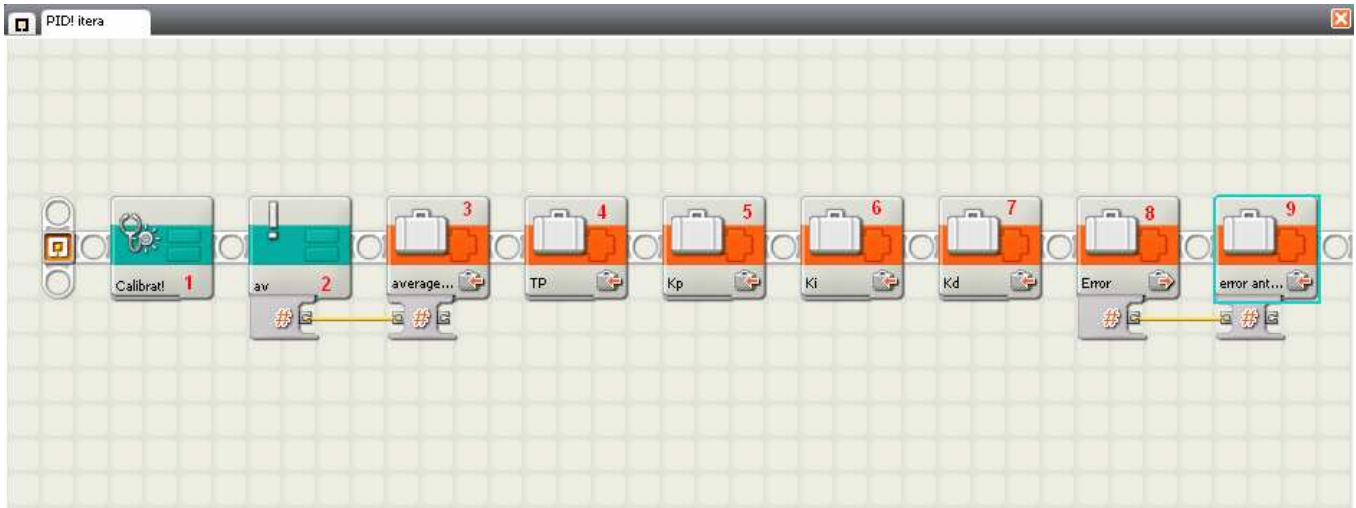 PID! itera
3
4
5
6
7
8
9
Calibrat! 1
av 2
average...
TP
Kp
Ki
Kd
Error
error ant...
# #
# #